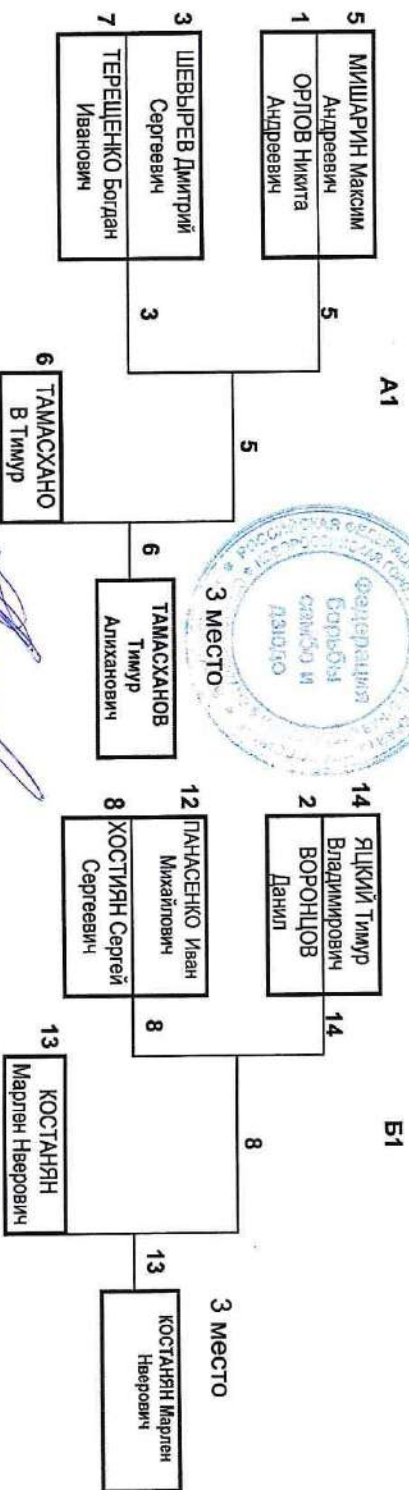 А1
5
МИШАРИН Максим
Андреевич
1
ОРЛОВ Никита
Андреевич
5
3
ШЕВЫРЕВ Дмитрий
Сергеевич
7
ТЕРЕЩЕНКО Богдан
Иванович
3
5
6
ТАМАСХАНО
В Тимур
6
3 место
ТАМАСХАНОВ
Тимур
Алиханович
РОССИЙСКАЯ ФЕДЕРАЦИЯ
Федерация
борьбы
самбо и
дзюдо
Б1
14
ЯЦКИЙ Тимур
Владимирович
2
ВОРОНЦОВ
Данил
14
12
ПАНАСЕНКО Иван
Михайлович
8
ХОСТИЯН Сергей
Сергеевич
8
8
13
КОСТАНЯН
Марлен Нверович
13
3 место
КОСТАНЯН Марлен
Нверович